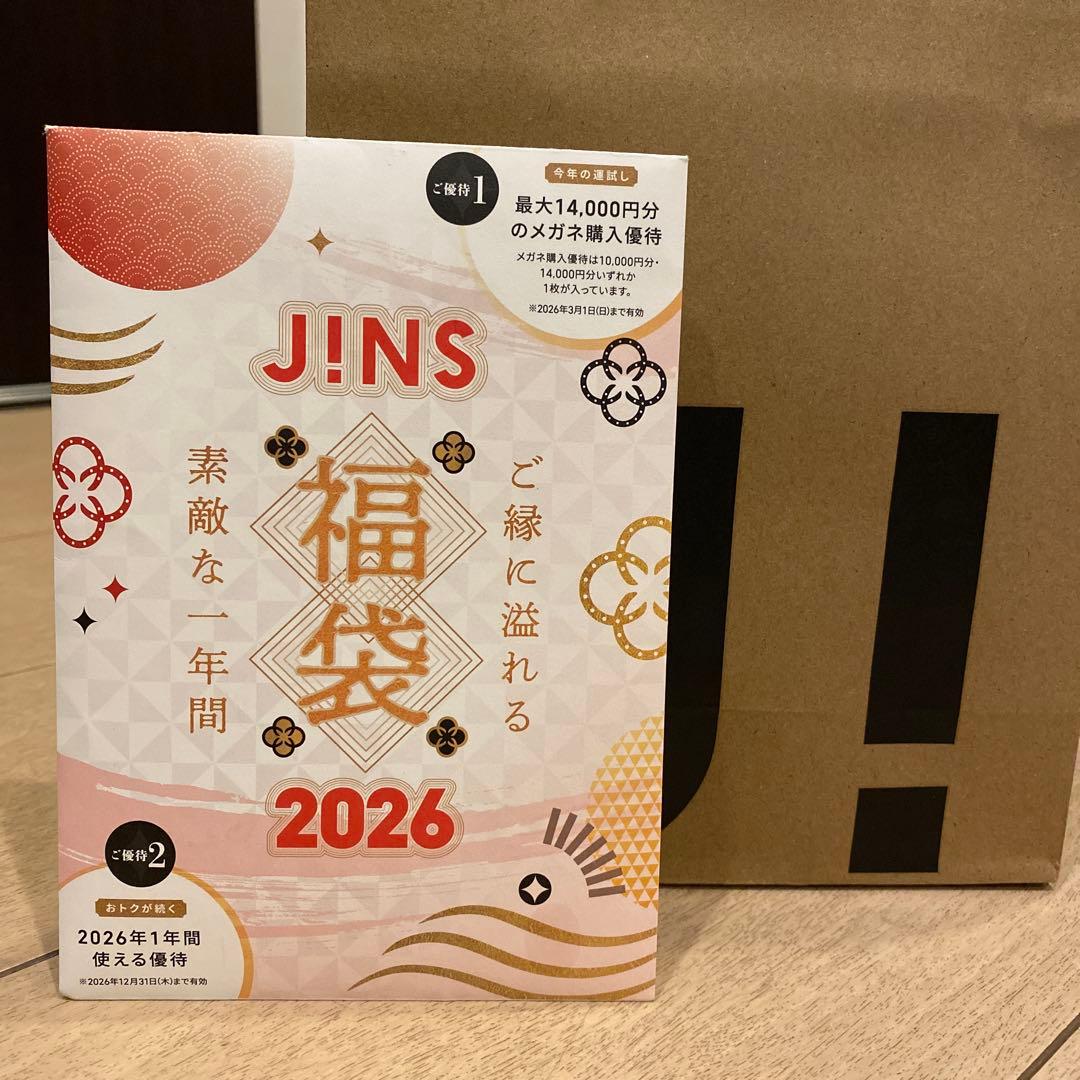 ご優待1
今年の運試し
最大14,000円分
のメガネ購入優待
メガネ購入優待は10,000円分・
14,000円分いずれか
1枚が入っています。
※2026年3月1日(日)まで有効
J!NS
ご縁に溢れる
福袋
素敵な一年間
2026
ご優待2
おトクが続く
2026年1年間
使える優待
※2026年12月31日(木)まで有効
J!